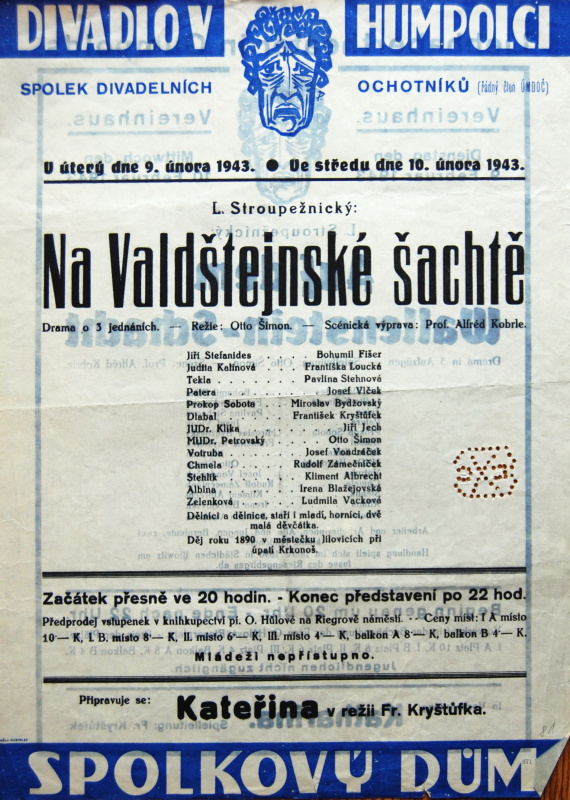 DIVADLO V HUMPOLCI
SPOLEK DIVADELNÍCH OCHOTNÍKŮ (řádný člen ÚMDOČ)
U úterý dne 9. února 1943. ● Ve středu dne 10. února 1943.
L. Stroupežnický:
Na Valdštejnské šachtě
Drama o 3 jednáních. — Režie: Otto Šimon. — Scénická výprava: Prof. Alfréd Kobrle.
Jiří Stefanides . . . . Bohumil Fišer
Judita Kalínová . . . . Františka Loucká
Tekla . . . . . . Pavlína Stehnová
Patera . . . . . . Josef Vlček
Prokop Sobota . . . . Miroslav Bydžovský
Dlabal . . . . . František Kryštůfek
JUDr. Klika . . . . . Jiří Jech
MUDr. Petrovský . . . . Otto Šimon
Votruba . . . . . Josef Vondráček
Chmela . . . . . Rudolf Zámečníček
Stehlík . . . . . Kliment Albrecht
Albína . . . . . Irena Blažejovská
Zelenková . . . . . Ludmila Vacková
Dělníci a dělnice, staří i mladí, horníci, dvě
malá děvčátka.
Děj roku 1890 v městečku Jílovicích při
úpatí Krkonoš.
Začátek přesně ve 20 hodin. - Konec představení po 22 hod.
Předprodej vstupenek v knihkupectví pí. O. Hůlové na Riegrově náměstí. — Ceny míst: I A místo
10·— K, I. B. místo 8·— K, II. místo 6·— K, III. místo 4·— K, balkon A 8·— K, balkon B 4·— K.
Mládeži nepřístupno.
Připravuje se: Kateřina v režii Fr. Kryštůfka.
SPOLKOVÝ DŮM